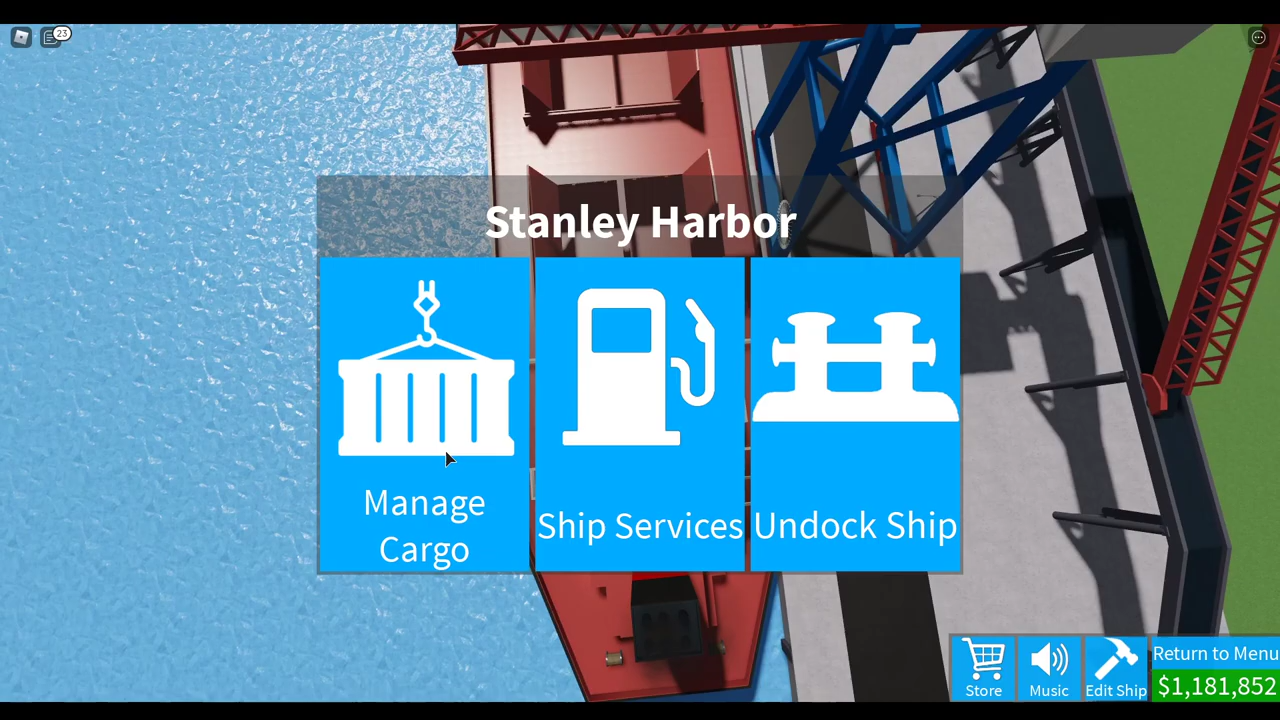 23
Stanley Harbor
Manage
Cargo
Ship Services
Undock Ship
Store
Music
Edit Ship
Return to Menu
$1,181,852